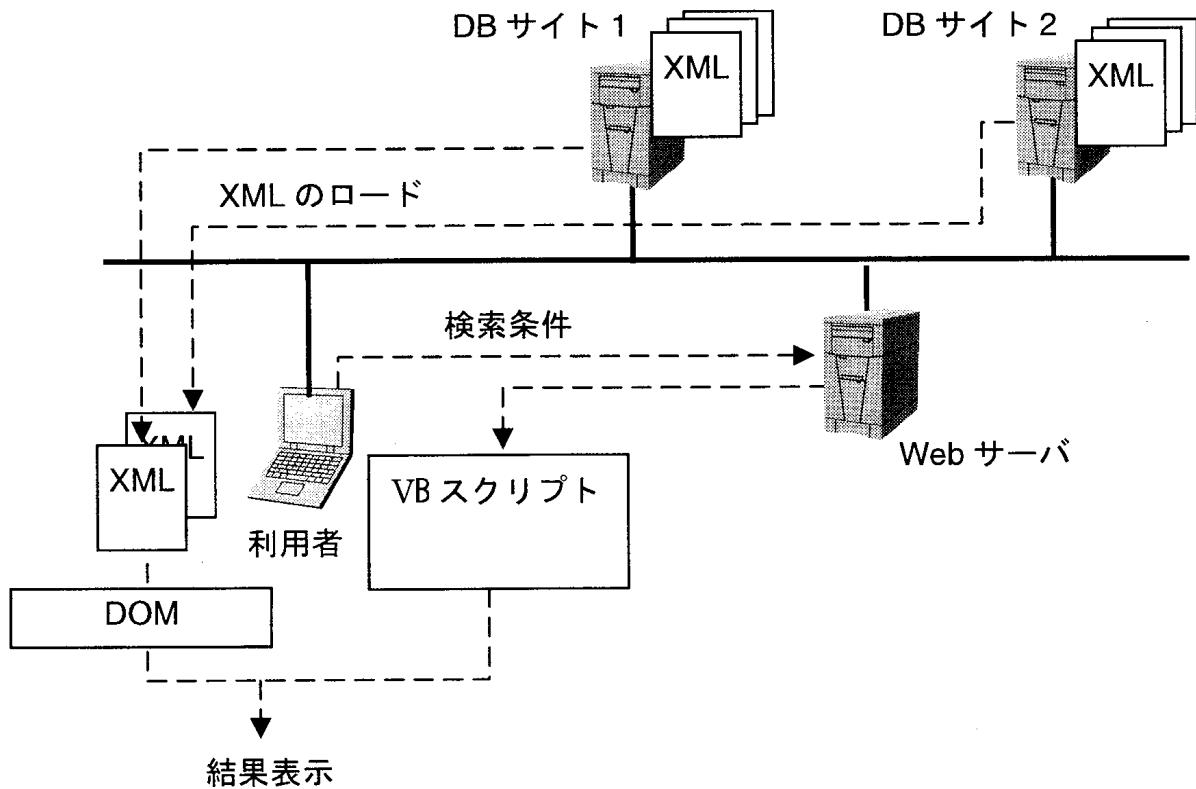 DB サイト 1
DB サイト 2
XML
XML
XML のロード
検索条件
XML
XML
Web サーバ
VB スクリプト
利用者
DOM
結果表示